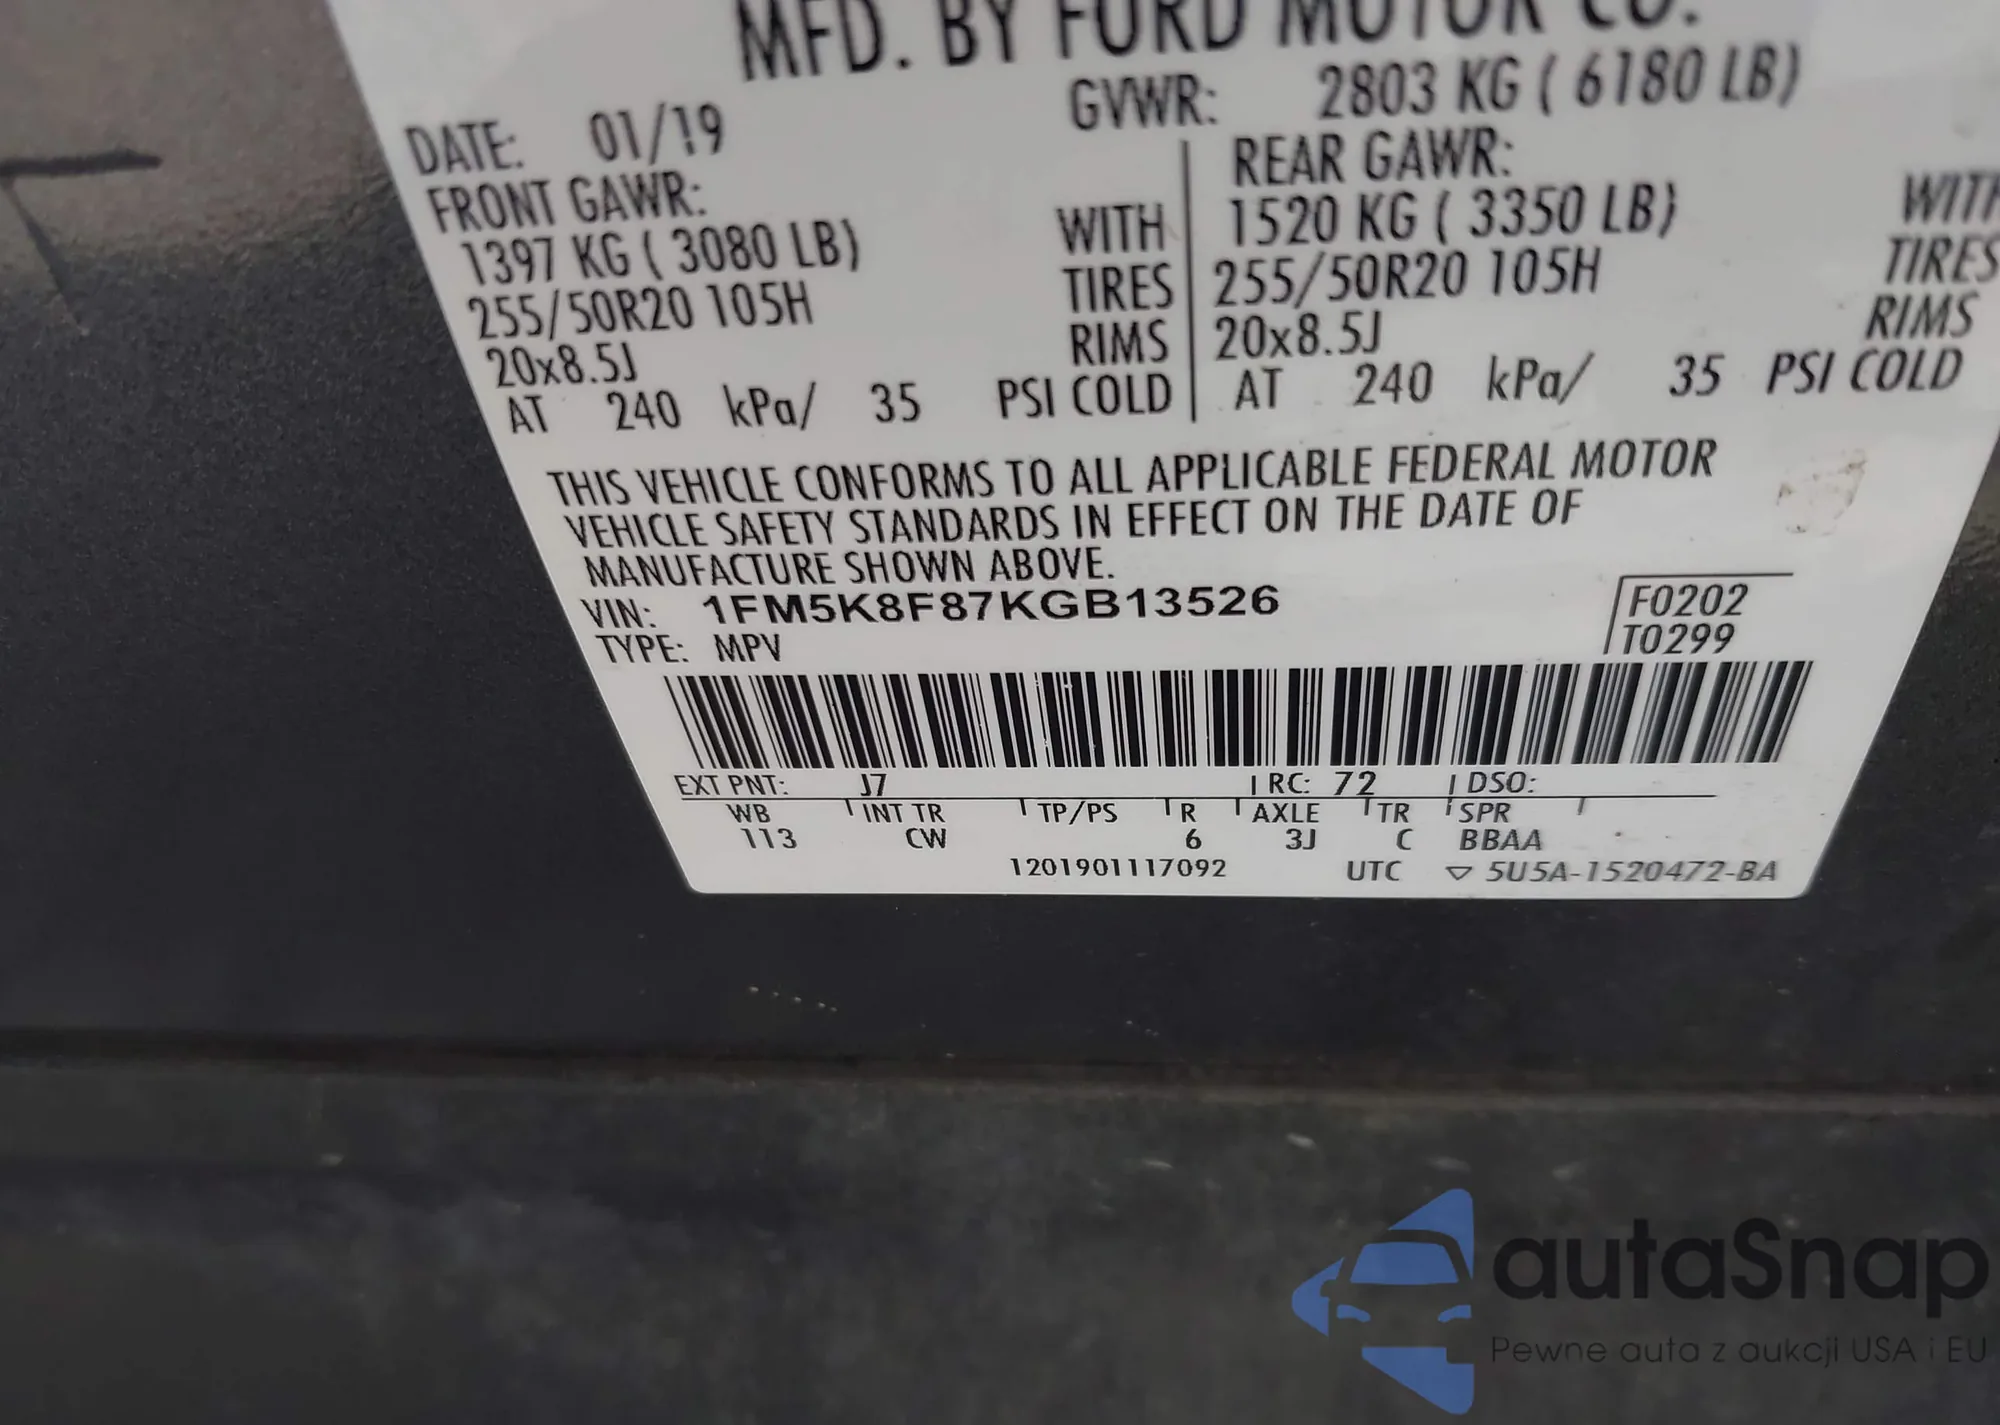 MFD. BY FORD MOTOR CO.
DATE: 01/19 GVWR: 2803 KG ( 6180 LB)
FRONT GAWR: REAR GAWR:
1397 KG ( 3080 LB) WITH 1520 KG ( 3350 LB) WITH
255/50R20 105H TIRES 255/50R20 105H TIRES
20x8.5J RIMS 20x8.5J RIMS
AT 240 kPa/ 35 PSI COLD AT 240 kPa/ 35 PSI COLD
THIS VEHICLE CONFORMS TO ALL APPLICABLE FEDERAL MOTOR
VEHICLE SAFETY STANDARDS IN EFFECT ON THE DATE OF
MANUFACTURE SHOWN ABOVE.
VIN: 1FM5K8F87KGB13526 F0202
TYPE: MPV T0299
EXT PNT: J7 RC: 72 DSO:
WB INT TR TP/PS R AXLE TR SPR
113 CW 6 3J C BBAA
1201901117092 UTC ▽ 5U5A-1520472-BA
autaSnap
Pewne auta z aukcji USA i EU